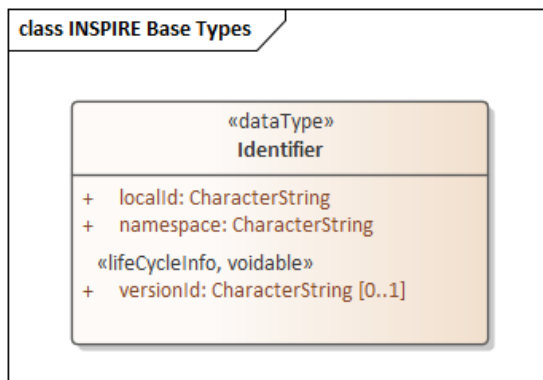 class INSPIRE Base Types
«dataType»
Identifier
+ localId: CharacterString
+ namespace: CharacterString
«lifeCycleInfo, voidable»
+ versionId: CharacterString [0..1]